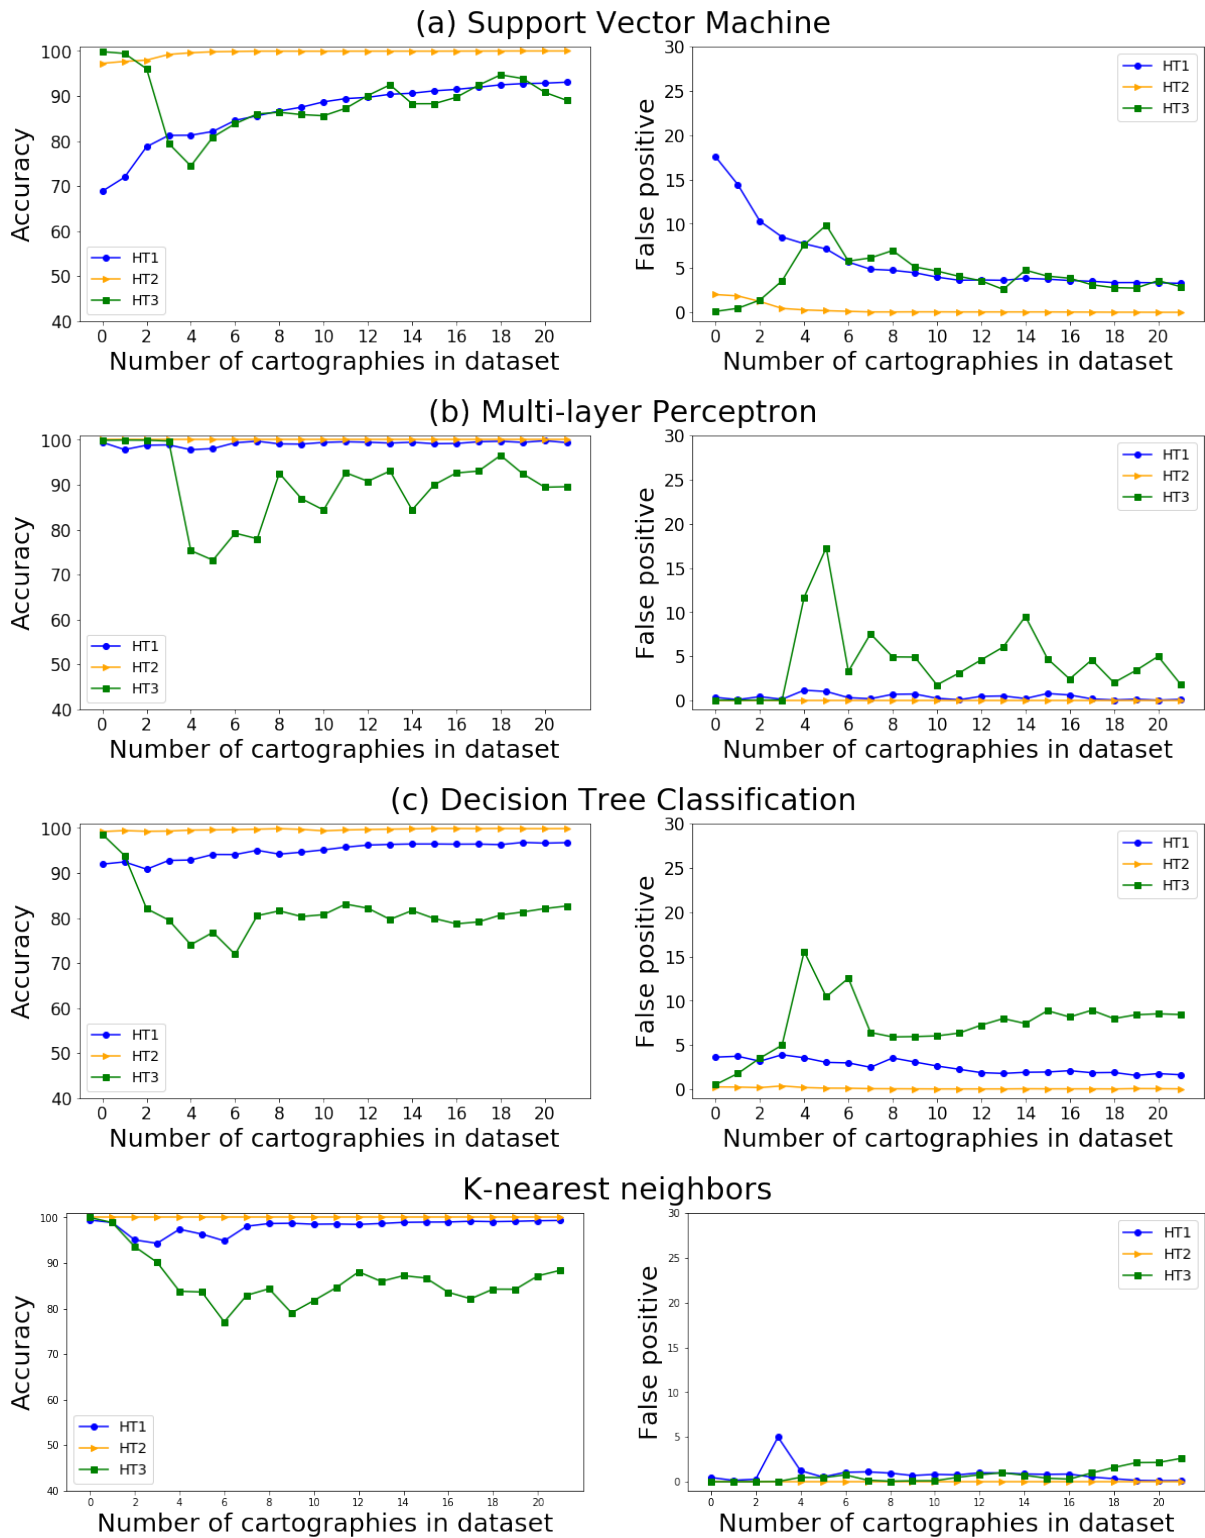 (a) Support Vector Machine
Accuracy
100
90
80
70
60
50
40
HT1
HT2
HT3
0 2 4 6 8 10 12 14 16 18 20
Number of cartographies in dataset
False positive
30
25
20
15
10
5
0
HT1
HT2
HT3
0 2 4 6 8 10 12 14 16 18 20
Number of cartographies in dataset
(b) Multi-layer Perceptron
Accuracy
100
90
80
70
60
50
40
HT1
HT2
HT3
0 2 4 6 8 10 12 14 16 18 20
Number of cartographies in dataset
False positive
30
25
20
15
10
5
0
HT1
HT2
HT3
0 2 4 6 8 10 12 14 16 18 20
Number of cartographies in dataset
(c) Decision Tree Classification
Accuracy
100
90
80
70
60
50
40
HT1
HT2
HT3
0 2 4 6 8 10 12 14 16 18 20
Number of cartographies in dataset
False positive
30
25
20
15
10
5
0
HT1
HT2
HT3
0 2 4 6 8 10 12 14 16 18 20
Number of cartographies in dataset
K-nearest neighbors
Accuracy
100
90
80
70
60
50
40
HT1
HT2
HT3
0 2 4 6 8 10 12 14 16 18 20
Number of cartographies in dataset
False positive
30
25
20
15
10
5
0
HT1
HT2
HT3
0 2 4 6 8 10 12 14 16 18 20
Number of cartographies in dataset